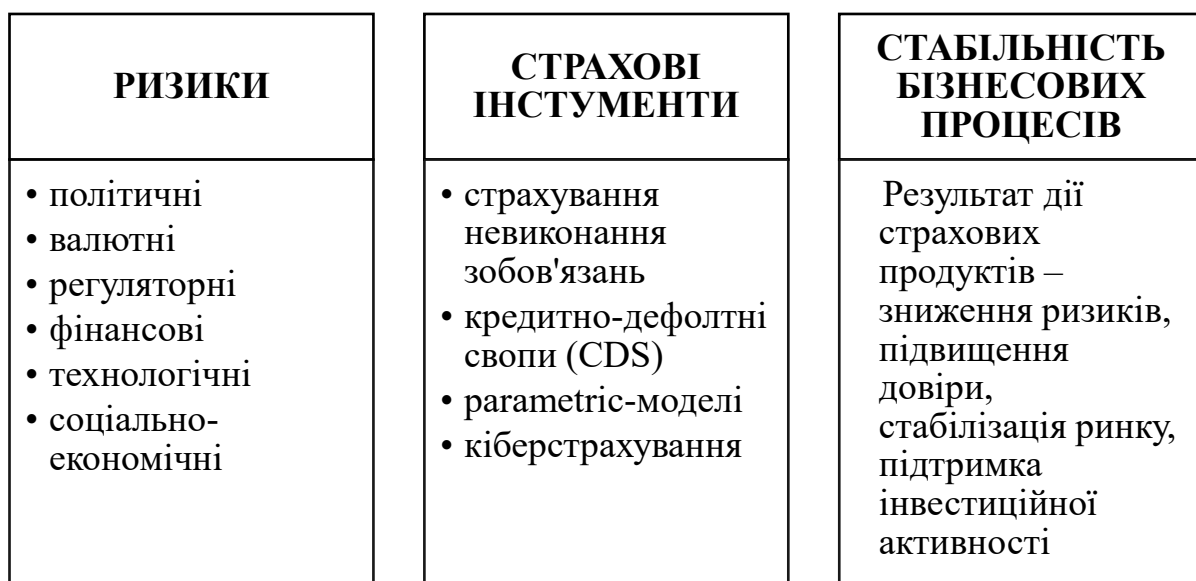 РИЗИКИ
• політичні
• валютні
• регуляторні
• фінансові
• технологічні
• соціально-
економічні
СТРАХОВІ
ІНСТУМЕНТИ
• страхування
невиконання
зобов'язань
• кредитно-дефолтні
свопи (CDS)
• parametric-моделі
• кіберстрахування
СТАБІЛЬНІСТЬ
БІЗНЕСОВИХ
ПРОЦЕСІВ
Результат дії
страхових
продуктів –
зниження ризиків,
підвищення
довіри,
стабілізація ринку,
підтримка
інвестиційної
активності